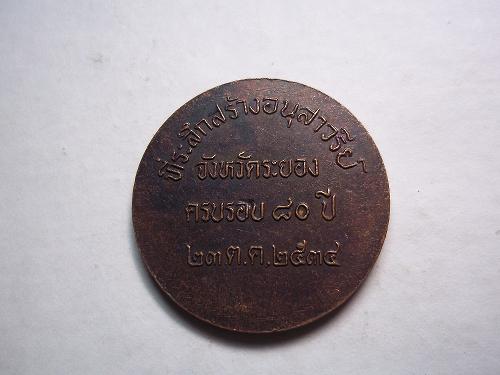 ที่ระลึกสร้างอนุสาวรีย์
จังหวัดระยอง
ครบรอบ ๘๐ ปี
๒๓ ต.ค. ๒๕๓๔